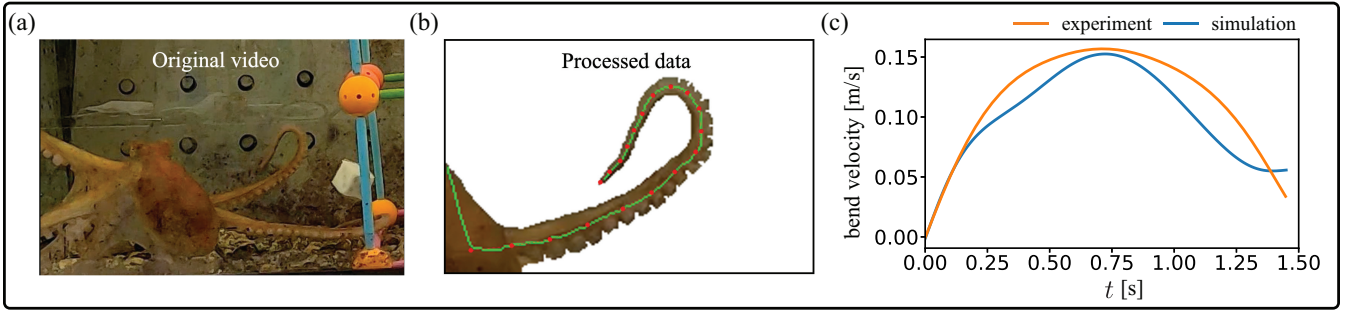 (a)
Original video
(b)
Processed data
(c)
experiment simulation
bend velocity [m/s]
0.15
0.10
0.05
0.00
0.00 0.25 0.50 0.75 1.00 1.25 1.50
t [s]